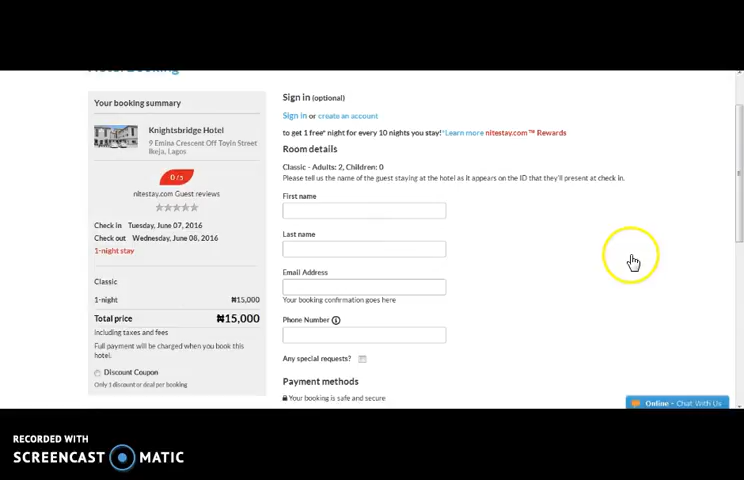 Hotel Booking
Your booking summary
Knightsbridge Hotel
9 Emina Crescent Off Toyin Street
Ikeja, Lagos
0 / 5
nitestay.com Guest reviews
Check in Tuesday, June 07, 2016
Check out Wednesday, June 08, 2016
1-night stay
Classic
1-night ₦15,000
Total price ₦15,000
including taxes and fees
Full payment will be charged when you book this
hotel.
Discount Coupon
Only 1 discount or deal per booking
Sign in (optional)
Sign in or create an account
to get 1 free* night for every 10 nights you stay! *Learn more nitestay.com™ Rewards
Room details
Classic - Adults: 2, Children: 0
Please tell us the name of the guest staying at the hotel as it appears on the ID that they'll present at check in.
First name
Last name
Email Address
Your booking confirmation goes here
Phone Number
Any special requests?
Payment methods
Your booking is safe and secure
Online - Chat With Us
RECORDED WITH
SCREENCAST MATIC